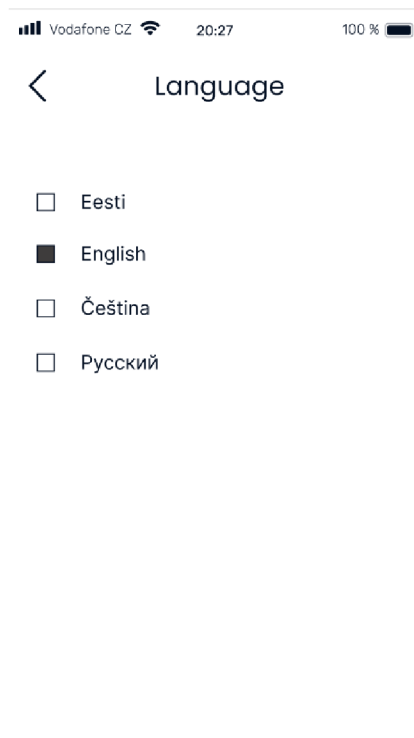 Vodafone CZ 20:27 100 %
Language
Eesti
English
Čeština
Русский